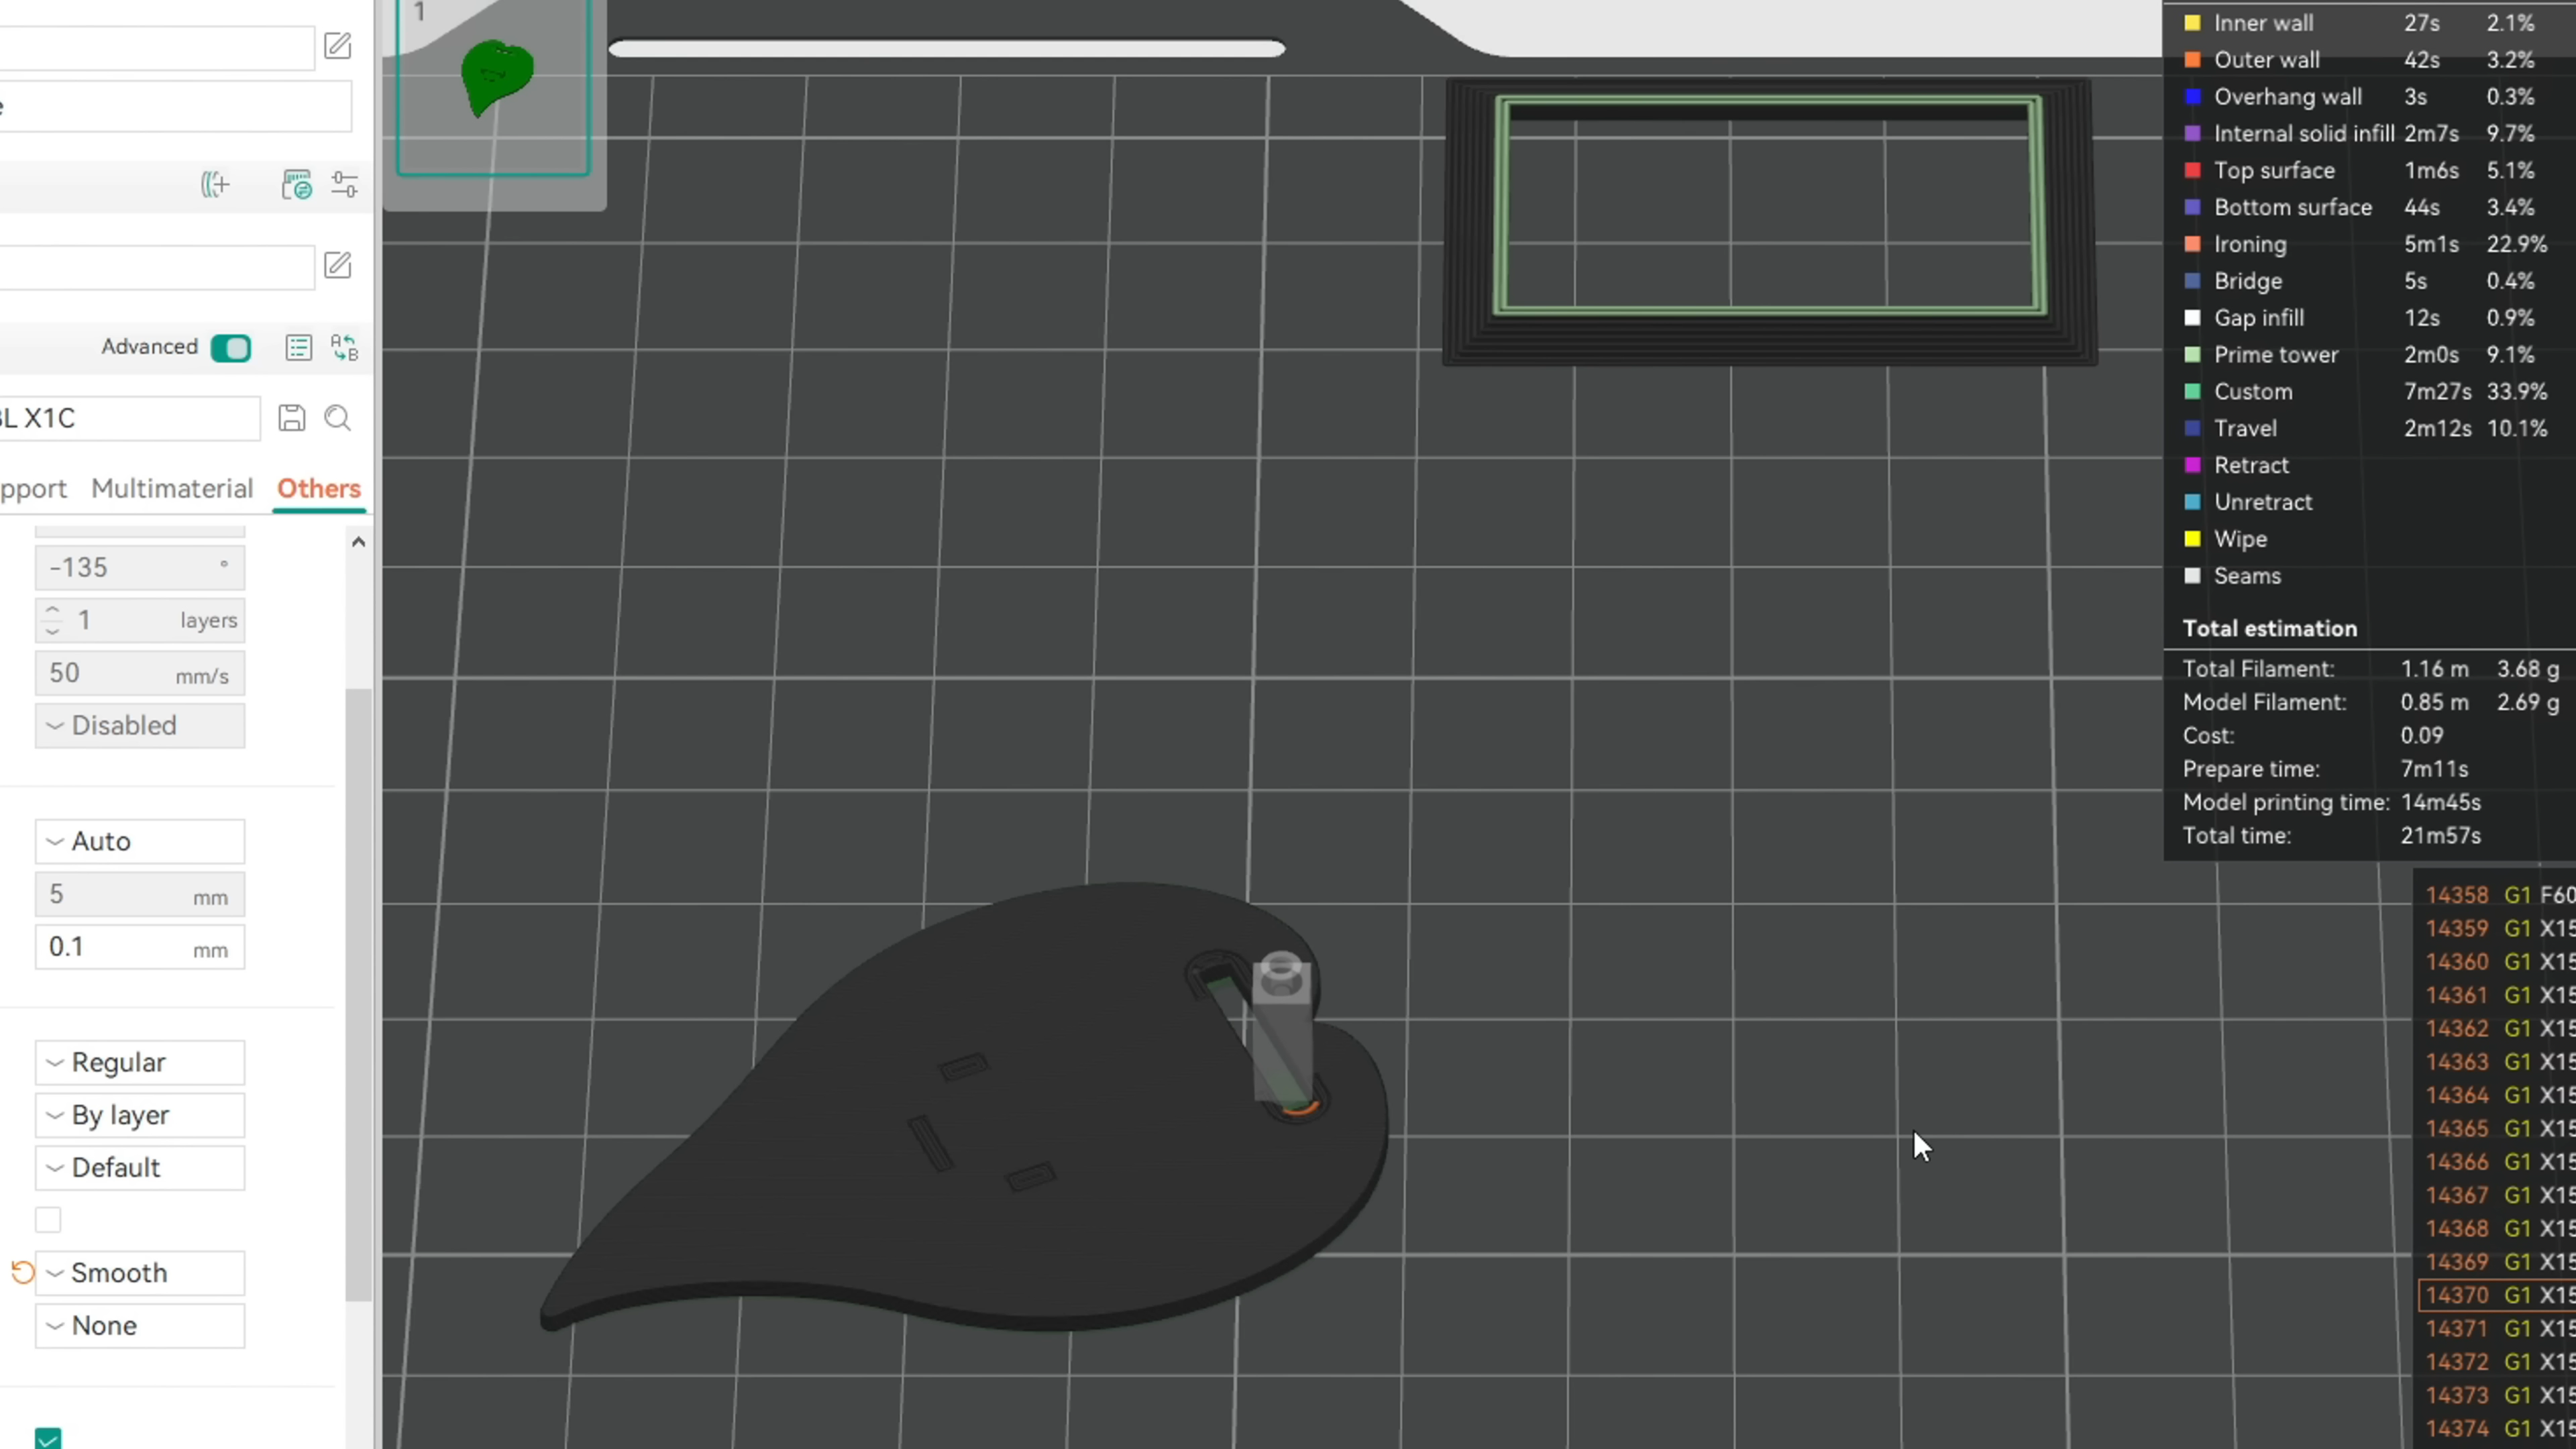 1
e
Advanced
BL X1C
pport Multimaterial Others
-135 °
1 layers
50 mm/s
Disabled
Auto
5 mm
0.1 mm
Regular
By layer
Default
Smooth
None
Inner wall 27s 2.1%
Outer wall 42s 3.2%
Overhang wall 3s 0.3%
Internal solid infill 2m7s 9.7%
Top surface 1m6s 5.1%
Bottom surface 44s 3.4%
Ironing 5m1s 22.9%
Bridge 5s 0.4%
Gap infill 12s 0.9%
Prime tower 2m0s 9.1%
Custom 7m27s 33.9%
Travel 2m12s 10.1%
Retract
Unretract
Wipe
Seams
Total estimation
Total Filament: 1.16 m 3.68 g
Model Filament: 0.85 m 2.69 g
Cost: 0.09
Prepare time: 7m11s
Model printing time: 14m45s
Total time: 21m57s
14358 G1 F60
14359 G1 X15
14360 G1 X15
14361 G1 X15
14362 G1 X15
14363 G1 X15
14364 G1 X15
14365 G1 X15
14366 G1 X15
14367 G1 X15
14368 G1 X15
14369 G1 X15
14370 G1 X15
14371 G1 X15
14372 G1 X15
14373 G1 X15
14374 G1 X15